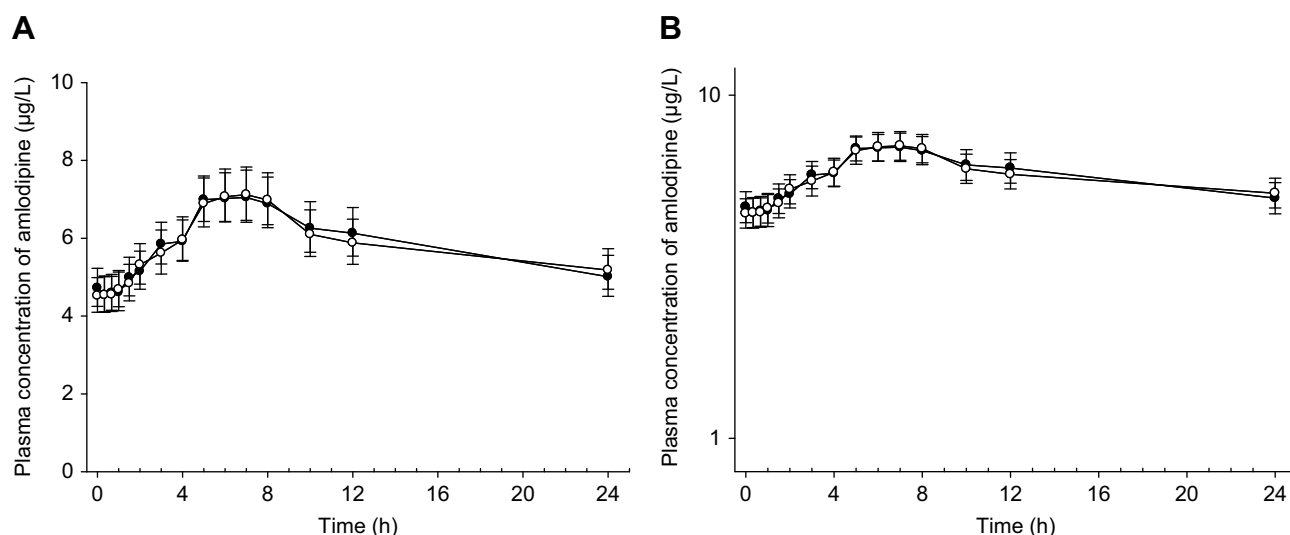 A
Plasma concentration of amlodipine (µg/L)
10
8
6
4
2
0
0 4 8 12 16 20 24
Time (h)
B
Plasma concentration of amlodipine (µg/L)
10
1
0 4 8 12 16 20 24
Time (h)